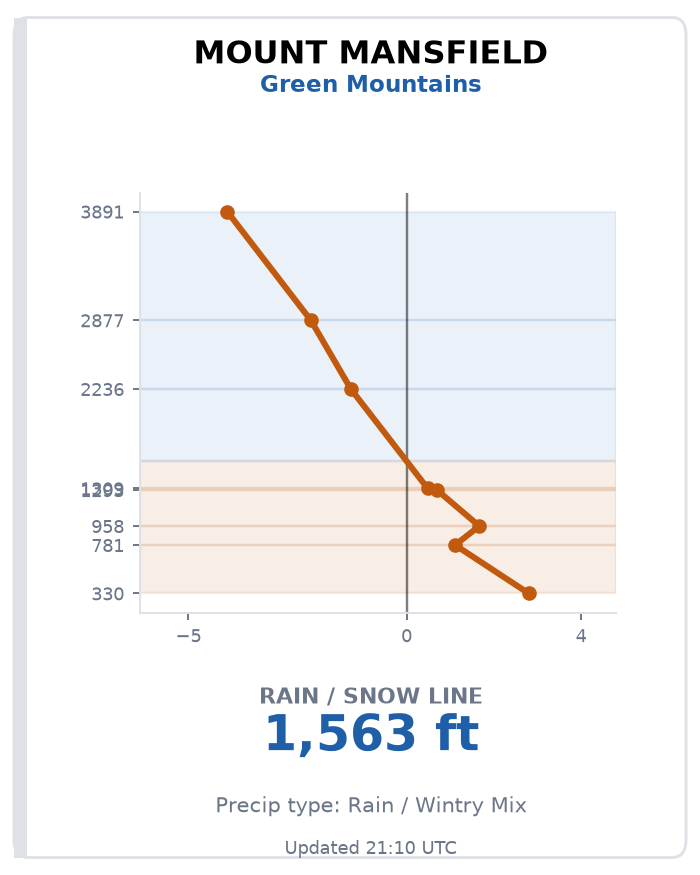 MOUNT MANSFIELD
Green Mountains
3891
2877
2236
958
781
330
−5 0 4
RAIN / SNOW LINE
1,563 ft
Precip type: Rain / Wintry Mix
Updated 21:10 UTC